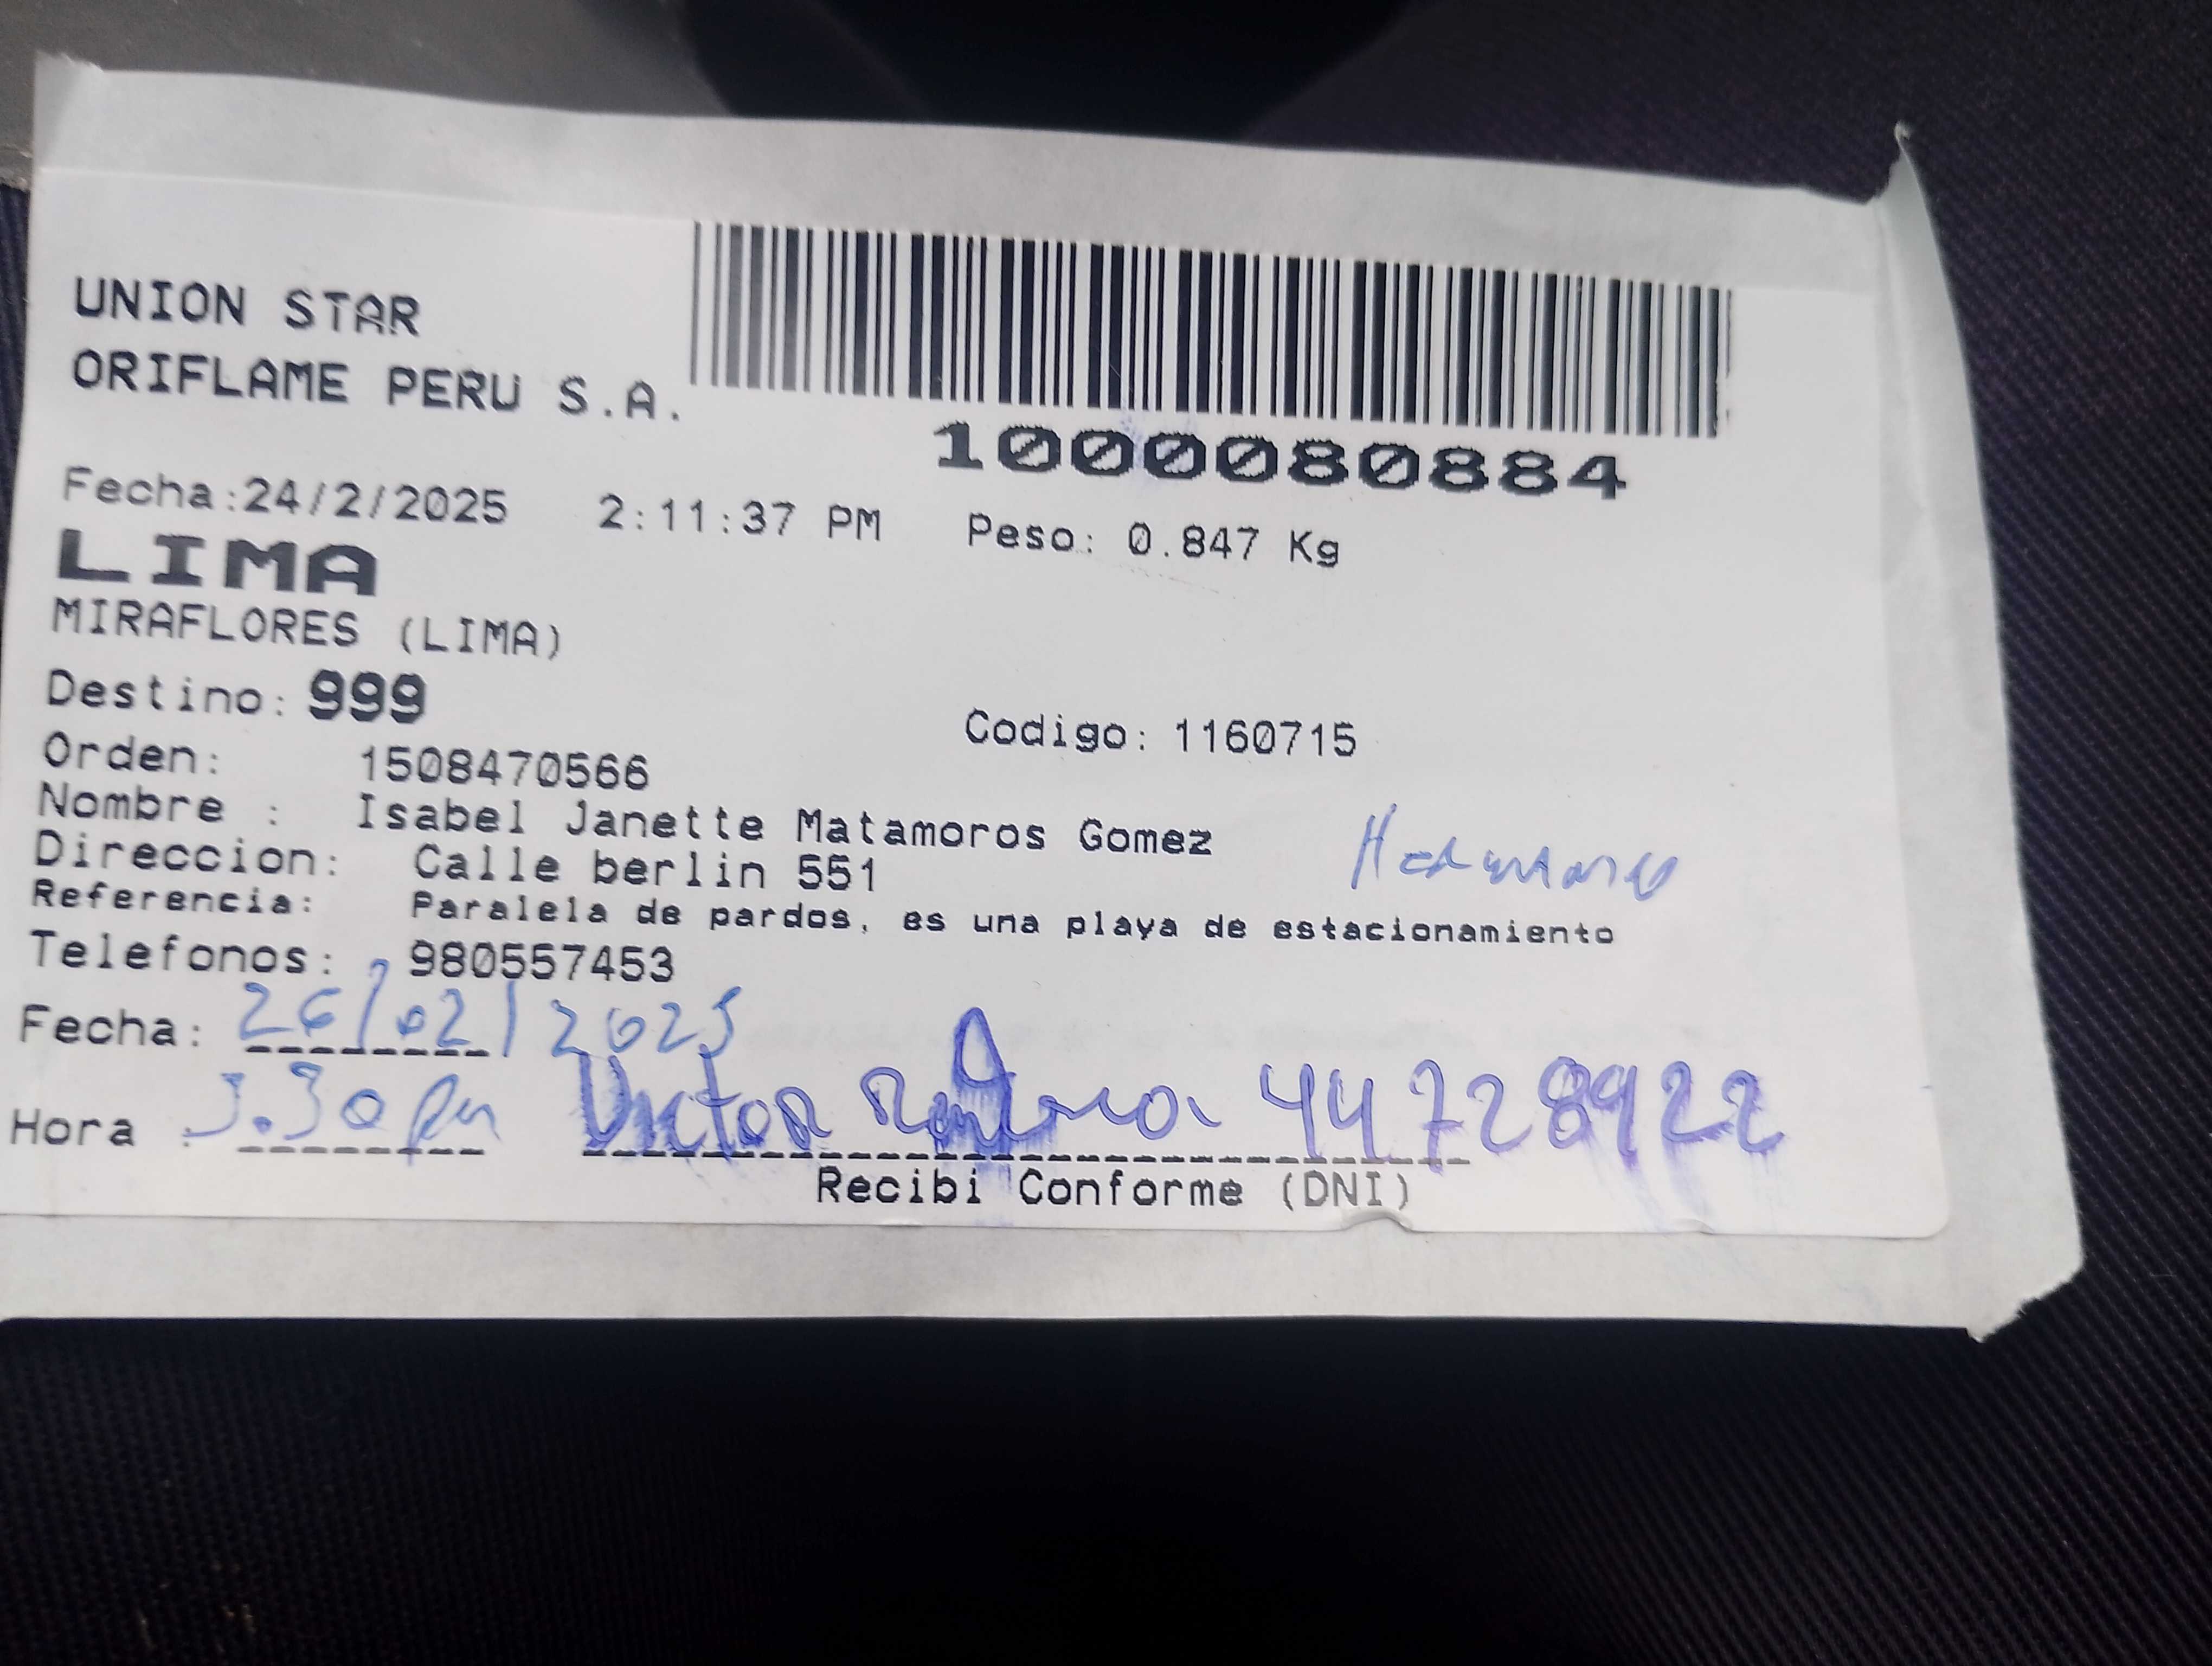 UNION STAR
ORIFLAME PERU S.A.
1000080884
Fecha:24/2/2025 2:11:37 PM Peso: 0.847 Kg
LIMA
MIRAFLORES (LIMA)
Destino: 999
Codigo: 1160715
Orden: 1508470566
Nombre : Isabel Janette Matamoros Gomez
Direccion: Calle berlin 551
Referencia: Paralela de pardos, es una playa de estacionamiento
Telefonos: 980557453
Fecha: 26/02/2025
Hora : 3.30 pm Victor 44728922
Recibi Conforme (DNI)